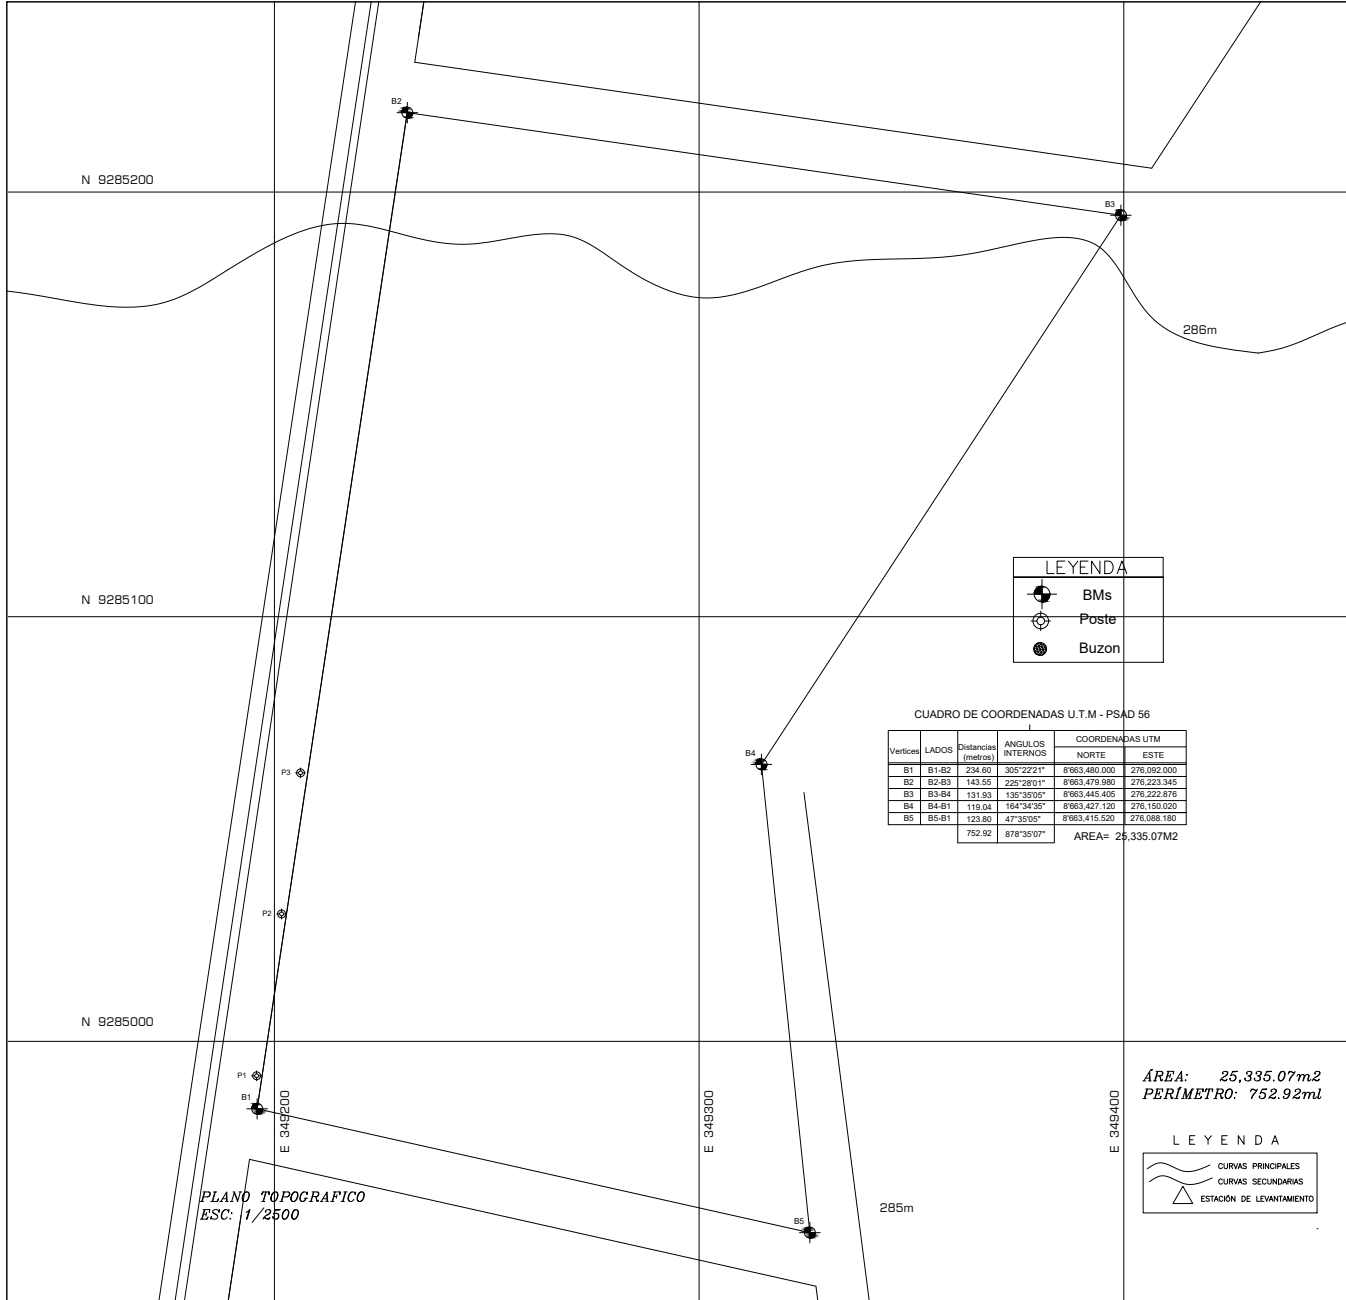 B2
N 9285200
B3
286m
N 9285100
LEYENDA
BMs
Poste
Buzon
CUADRO DE COORDENADAS U.T.M - PSAD 56
Vertices LADOS Distancias (metros) ANGULOS INTERNOS COORDENADAS UTM
NORTE ESTE
B1 B1-B2 234.60 305°22'21" 8'663,480.000 276,092.000
B2 B2-B3 143.55 225°28'01" 8'663,479.980 276,223.345
B3 B3-B4 131.93 135°35'05" 8'663,445.405 276,222.876
B4 B4-B1 119.04 164°34'35" 8'663,427.120 276,150.020
B5 B5-B1 123.80 47°35'05" 8'663,415.520 276,088.180
752.92 878°35'07" AREA= 25,335.07M2
B4
P3
P2
N 9285000
P1
B1
E 349200
E 349300
E 349400
ÁREA: 25,335.07m2
PERÍMETRO: 752.92ml
LEYENDA
CURVAS PRINCIPALES
CURVAS SECUNDARIAS
ESTACIÓN DE LEVANTAMIENTO
PLANO TOPOGRAFICO
ESC: 1/2500
285m
B5